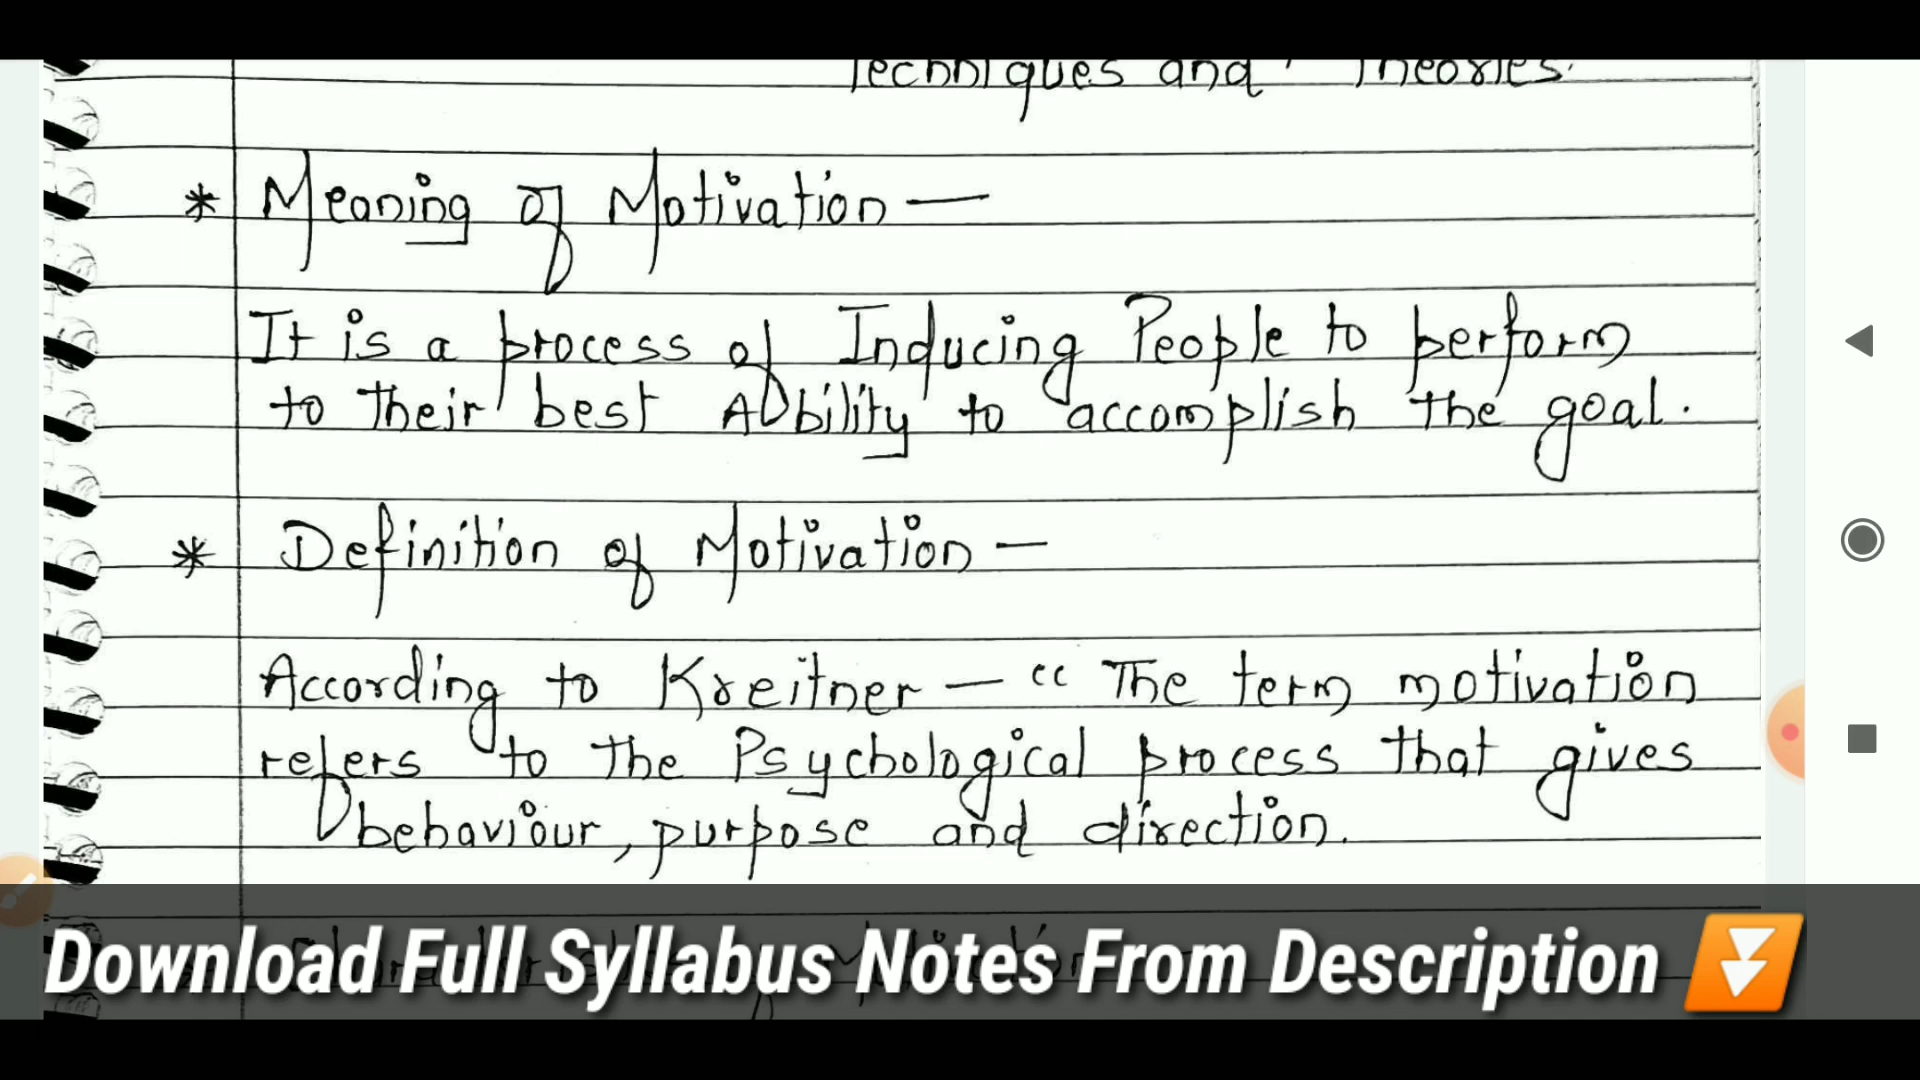 Techniques and Theories.
* Meaning of Motivation —
It is a process of Inducing People to perform
to their best Ability to accomplish the goal.
* Definition of Motivation —
According to Kreitner — “ The term motivation
refers to the Psychological process that gives
behaviour, purpose and direction.
Download Full Syllabus Notes From Description